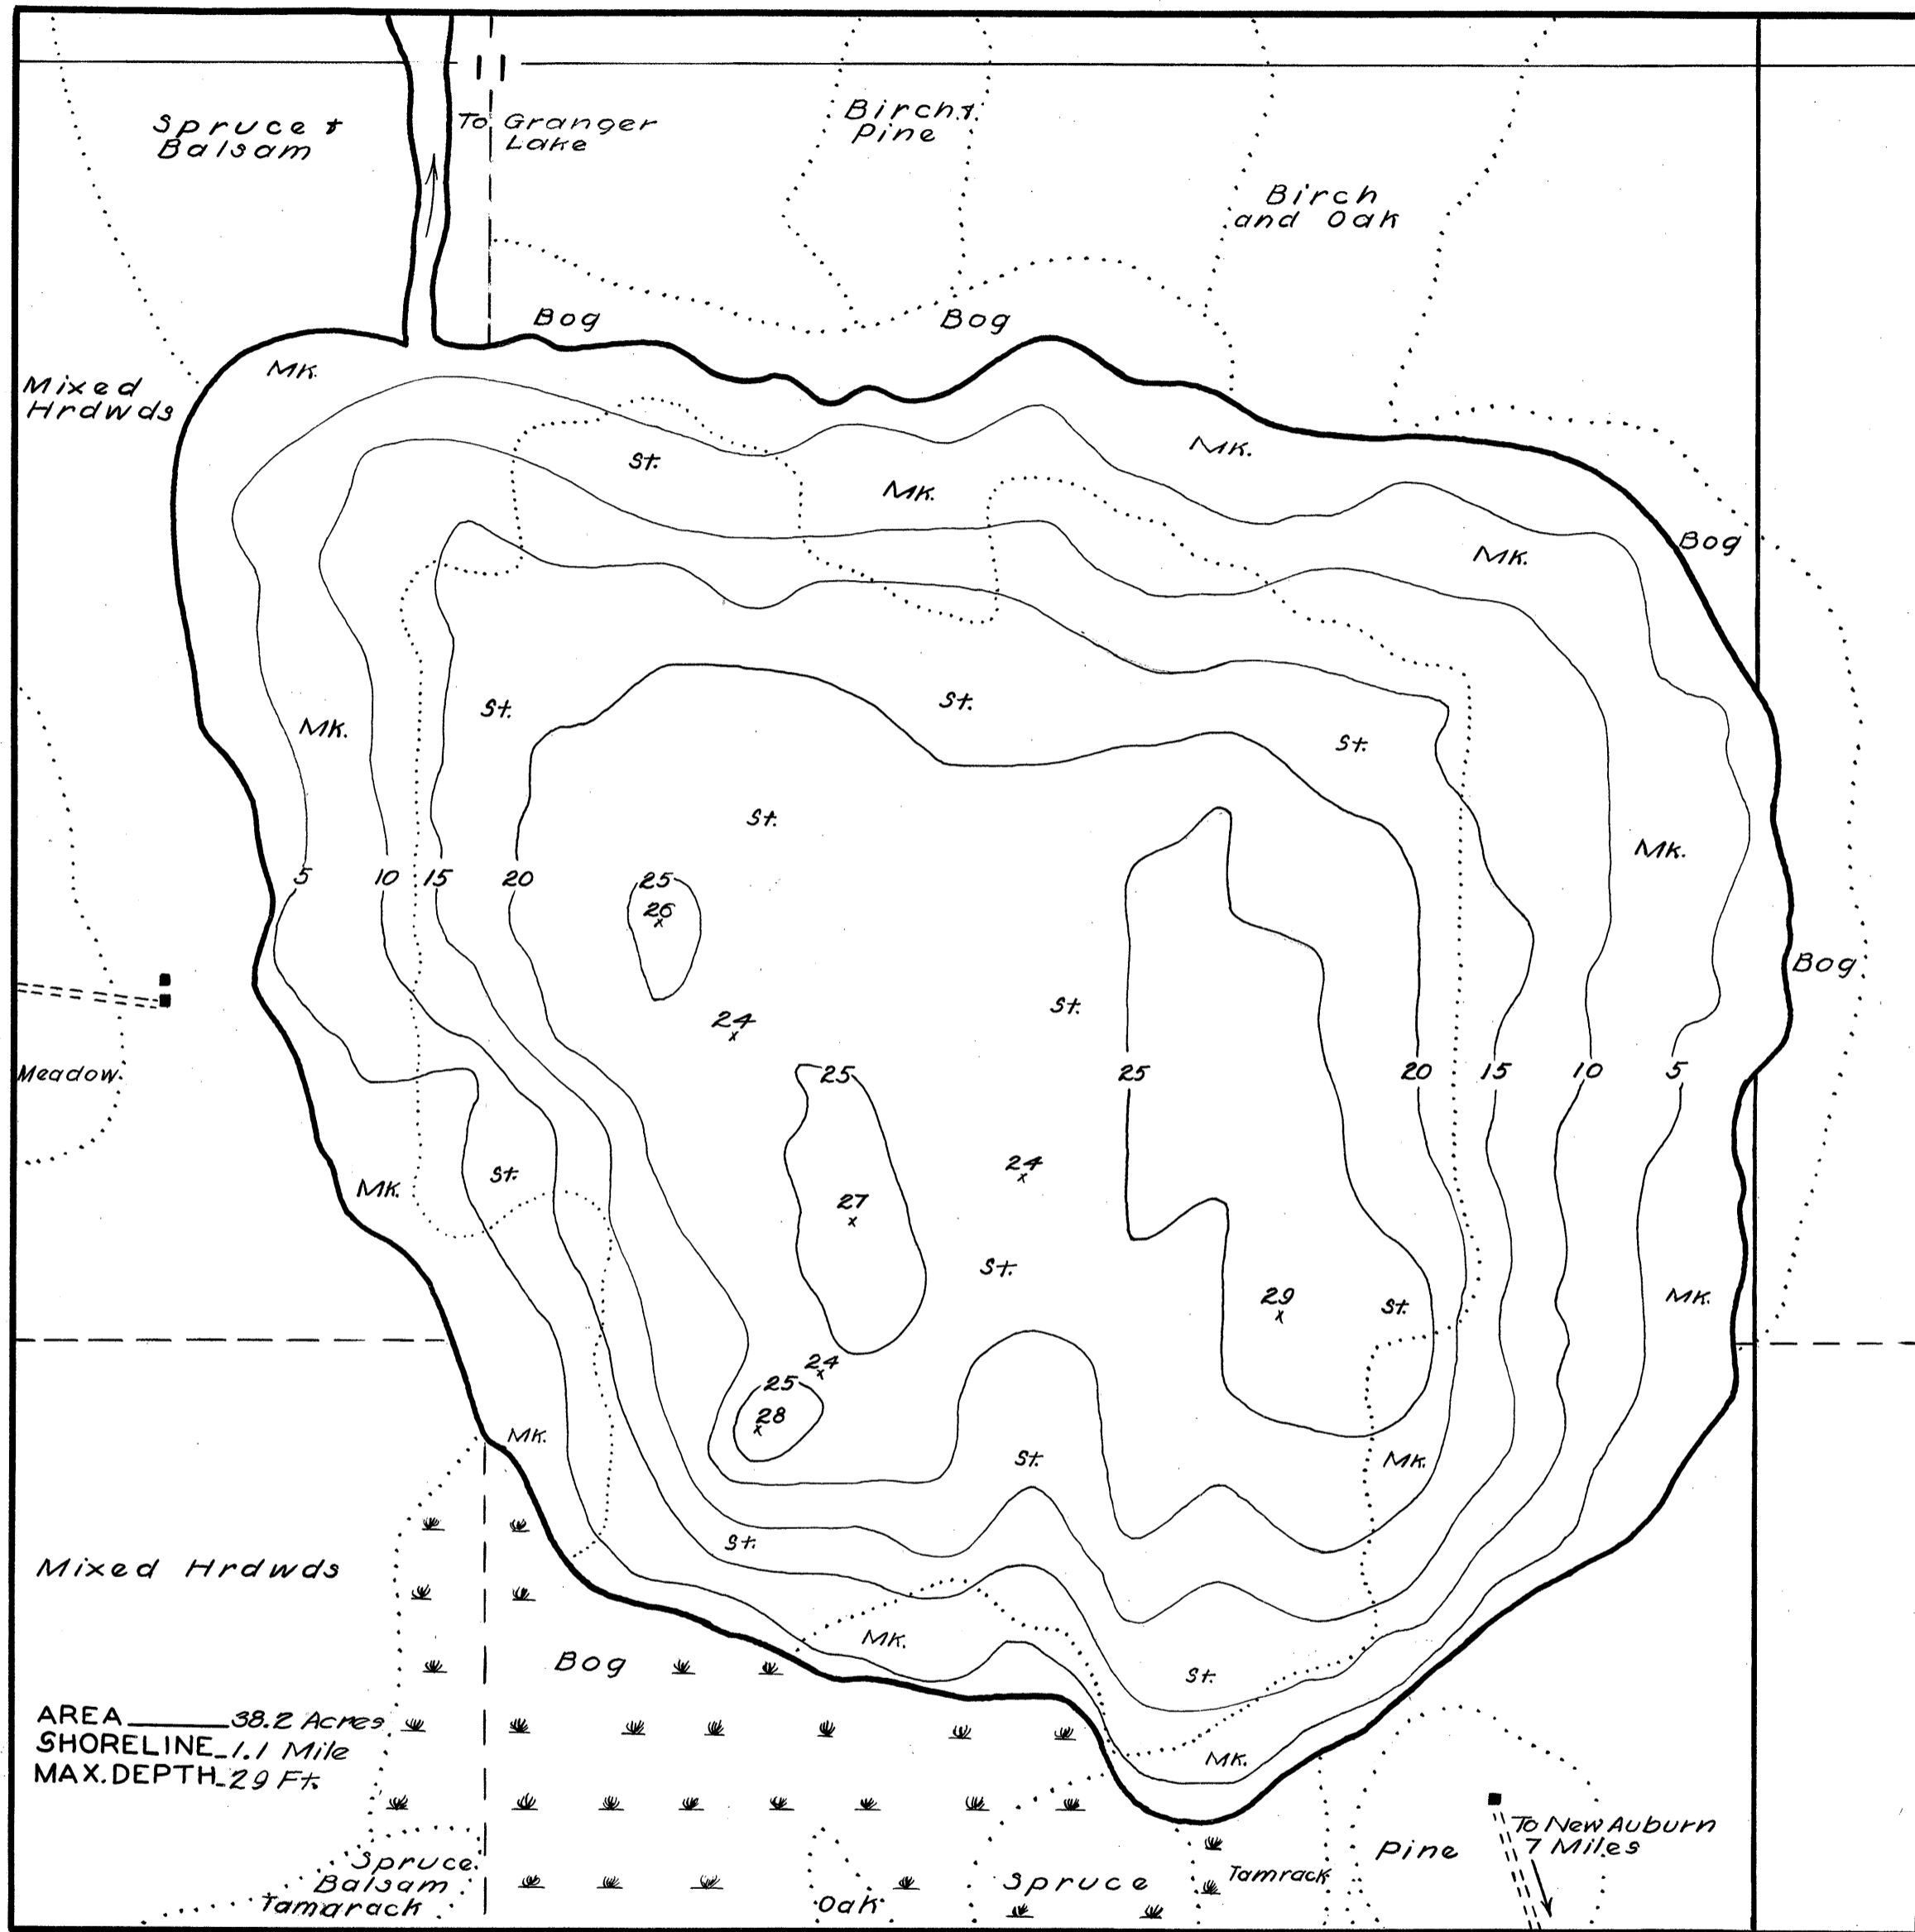 Spruce &
Balsam
To Granger
Lake
Birch &
Pine
Birch
and Oak
Bog
Bog
Mk.
Mixed
Hrdwds
Mk.
St.
Mk.
Bog
Mk.
St.
St.
Mk.
St.
St.
Mk.
5 10 15 20
25
26
Bog
St.
24
Meadow
25
25
20 15 10 5
24
St.
Mk.
27
St.
Mk.
29
St.
24
25
28
Mk.
St.
Mk.
St.
Mixed Hrdwds
Mk.
Bog
St.
AREA 38.2 Acres
SHORELINE 1.1 Mile
MAX. DEPTH 29 Ft.
Mk.
To New Auburn
7 Miles
Pine
Spruce
Balsam
Tamarack
Oak
Spruce
Tamrack